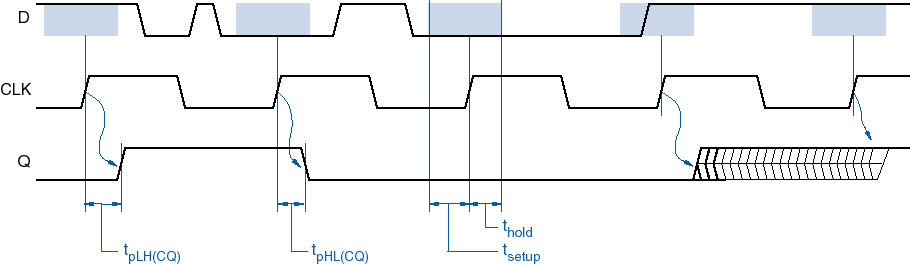 D
CLK
Q
thold
tpLH(CQ)
tpHL(CQ)
tsetup